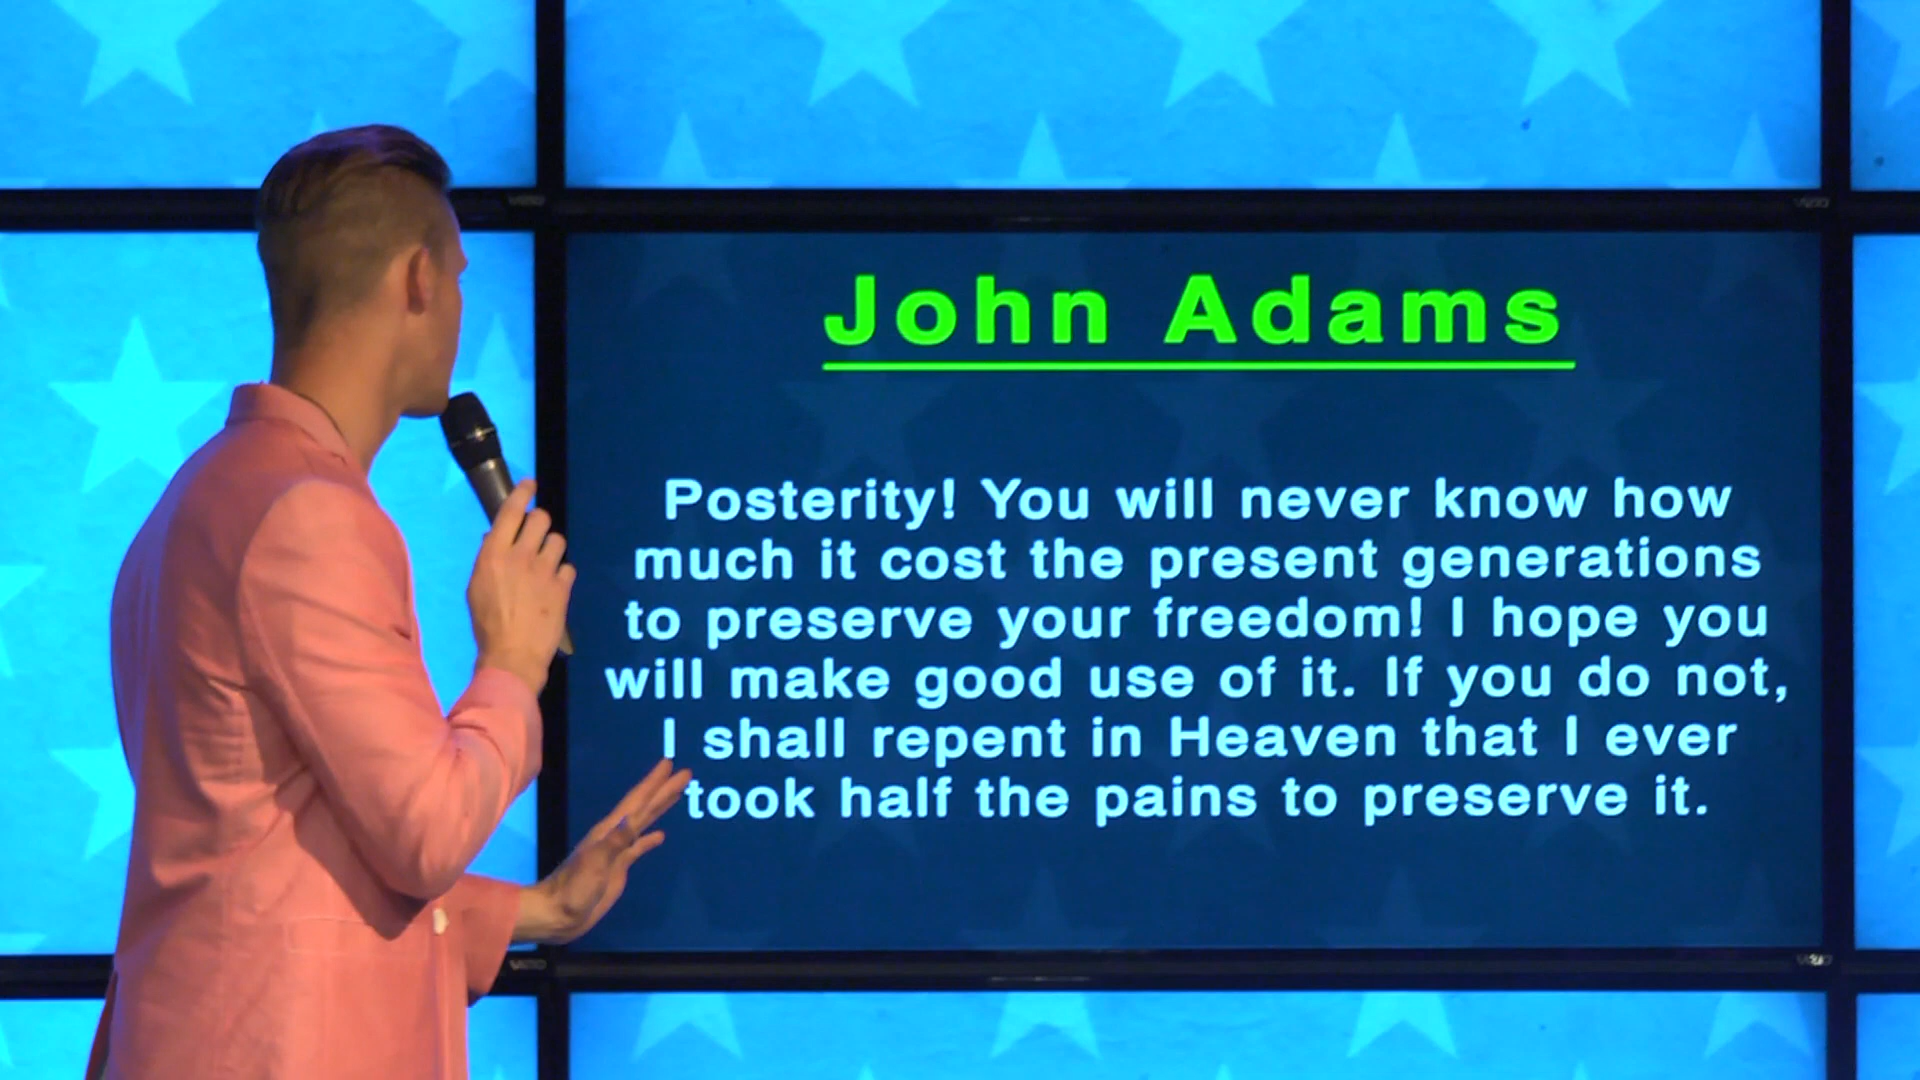 John Adams
Posterity! You will never know how
much it cost the present generations
to preserve your freedom! I hope you
will make good use of it. If you do not,
I shall repent in Heaven that I ever
took half the pains to preserve it.